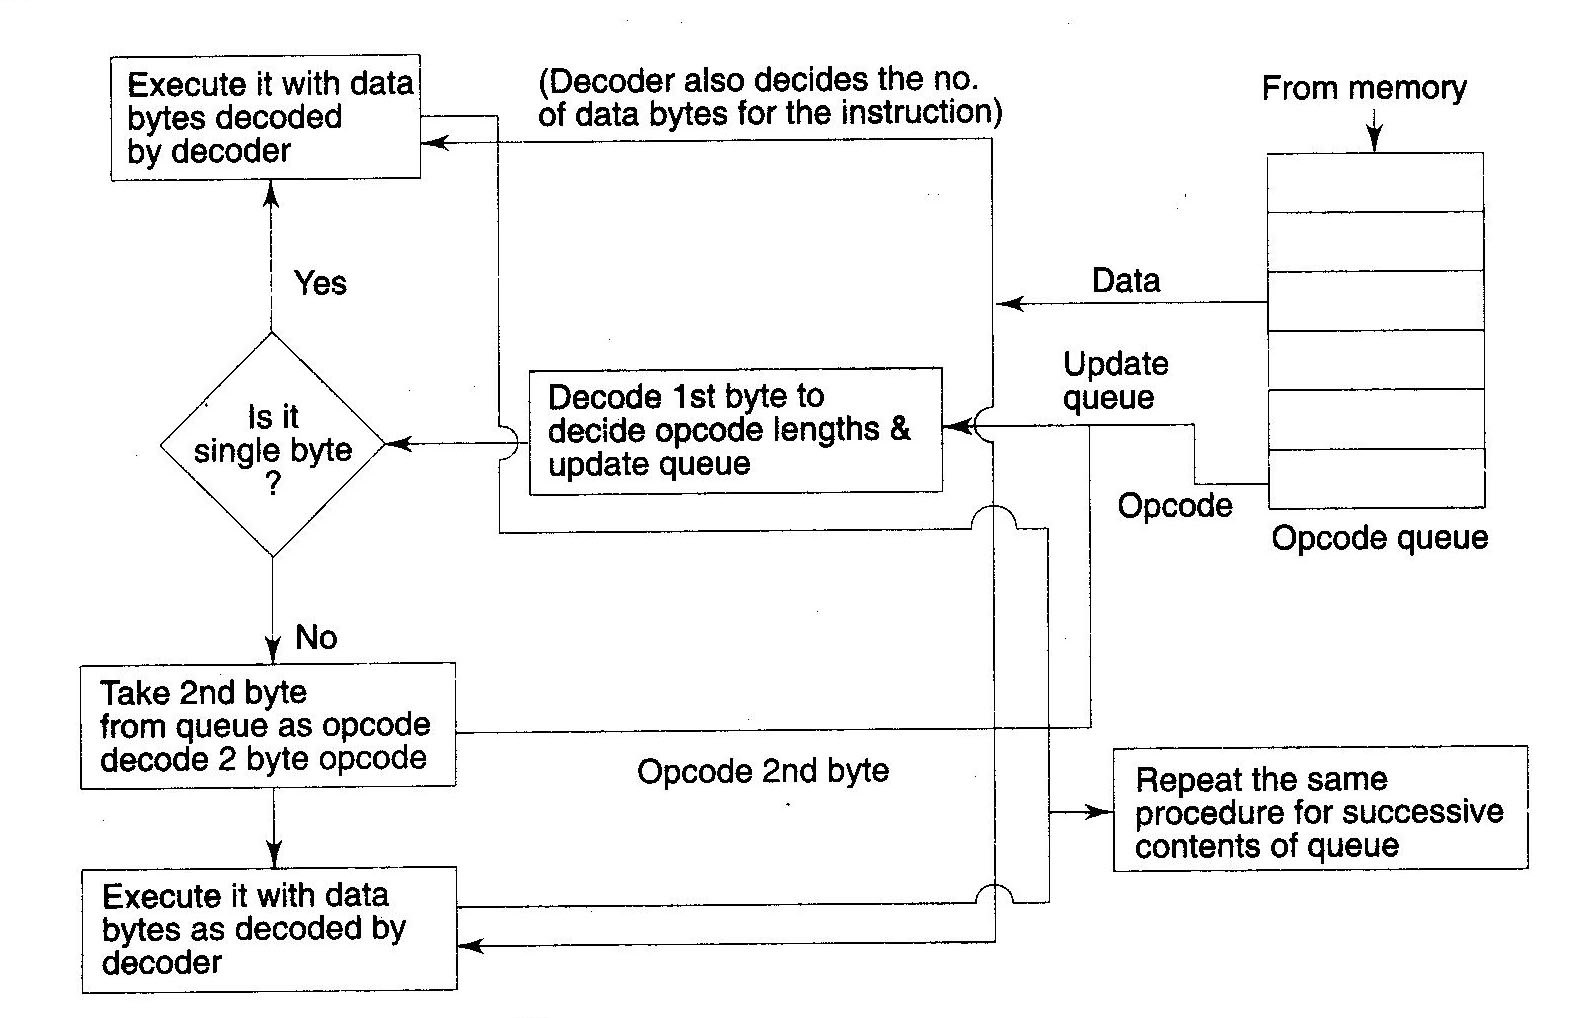 Execute it with data
bytes decoded
by decoder
(Decoder also decides the no.
of data bytes for the instruction)
From memory
Yes
Data
Update
queue
Is it
single byte
?
Decode 1st byte to
decide opcode lengths &
update queue
Opcode
Opcode queue
No
Take 2nd byte
from queue as opcode
decode 2 byte opcode
Opcode 2nd byte
Repeat the same
procedure for successive
contents of queue
Execute it with data
bytes as decoded by
decoder